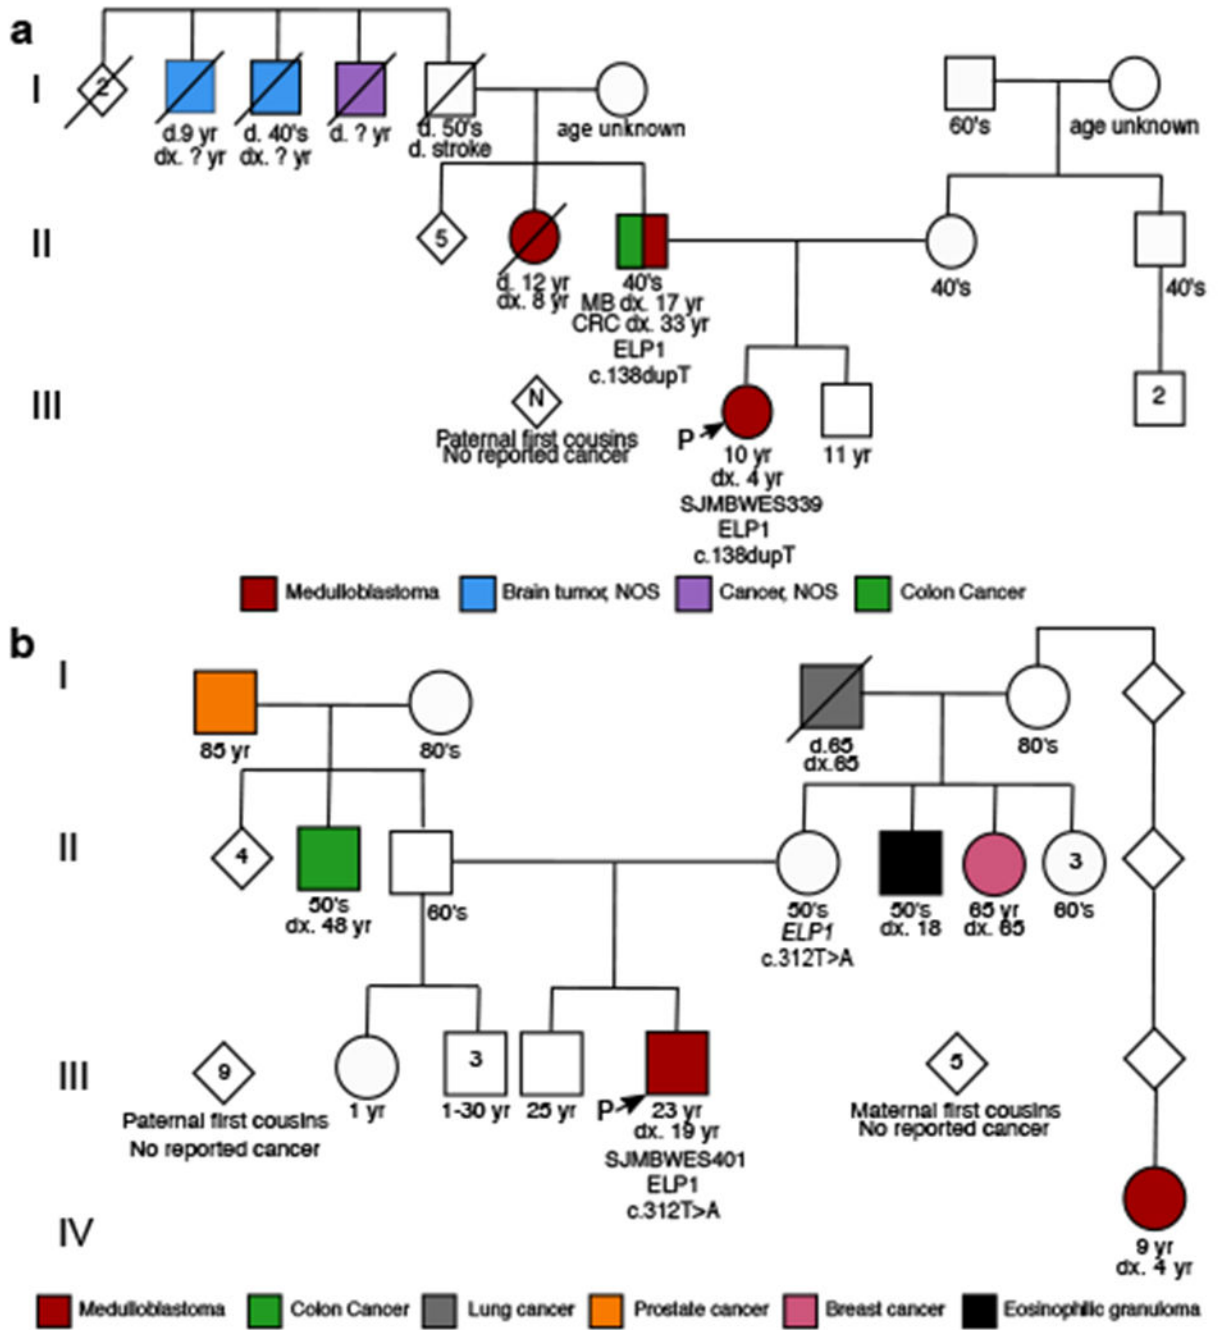 a
I
2
d.9 yr
dx. ? yr
d. 40's
dx. ? yr
d. ? yr
d. 50's
d. stroke
age unknown
60's
age unknown
II
5
d. 12 yr
dx. 8 yr
40's
MB dx. 17 yr
CRC dx. 33 yr
ELP1
c.138dupT
40's
40's
III
N
Paternal first cousins
No reported cancer
P
10 yr
dx. 4 yr
SJMBWES339
ELP1
c.138dupT
11 yr
2
Medulloblastoma Brain tumor, NOS Cancer, NOS Colon Cancer
b
I
85 yr
80's
d.65
dx.65
80's
II
4
50's
dx. 48 yr
60's
50's
ELP1
c.312T>A
50's
dx. 18
65 yr
dx. 65
3
60's
III
9
Paternal first cousins
No reported cancer
1 yr
3
1-30 yr
25 yr
P
23 yr
dx. 19 yr
SJMBWES401
ELP1
c.312T>A
5
Maternal first cousins
No reported cancer
IV
9 yr
dx. 4 yr
Medulloblastoma Colon Cancer Lung cancer Prostate cancer Breast cancer Eosinophilic granuloma